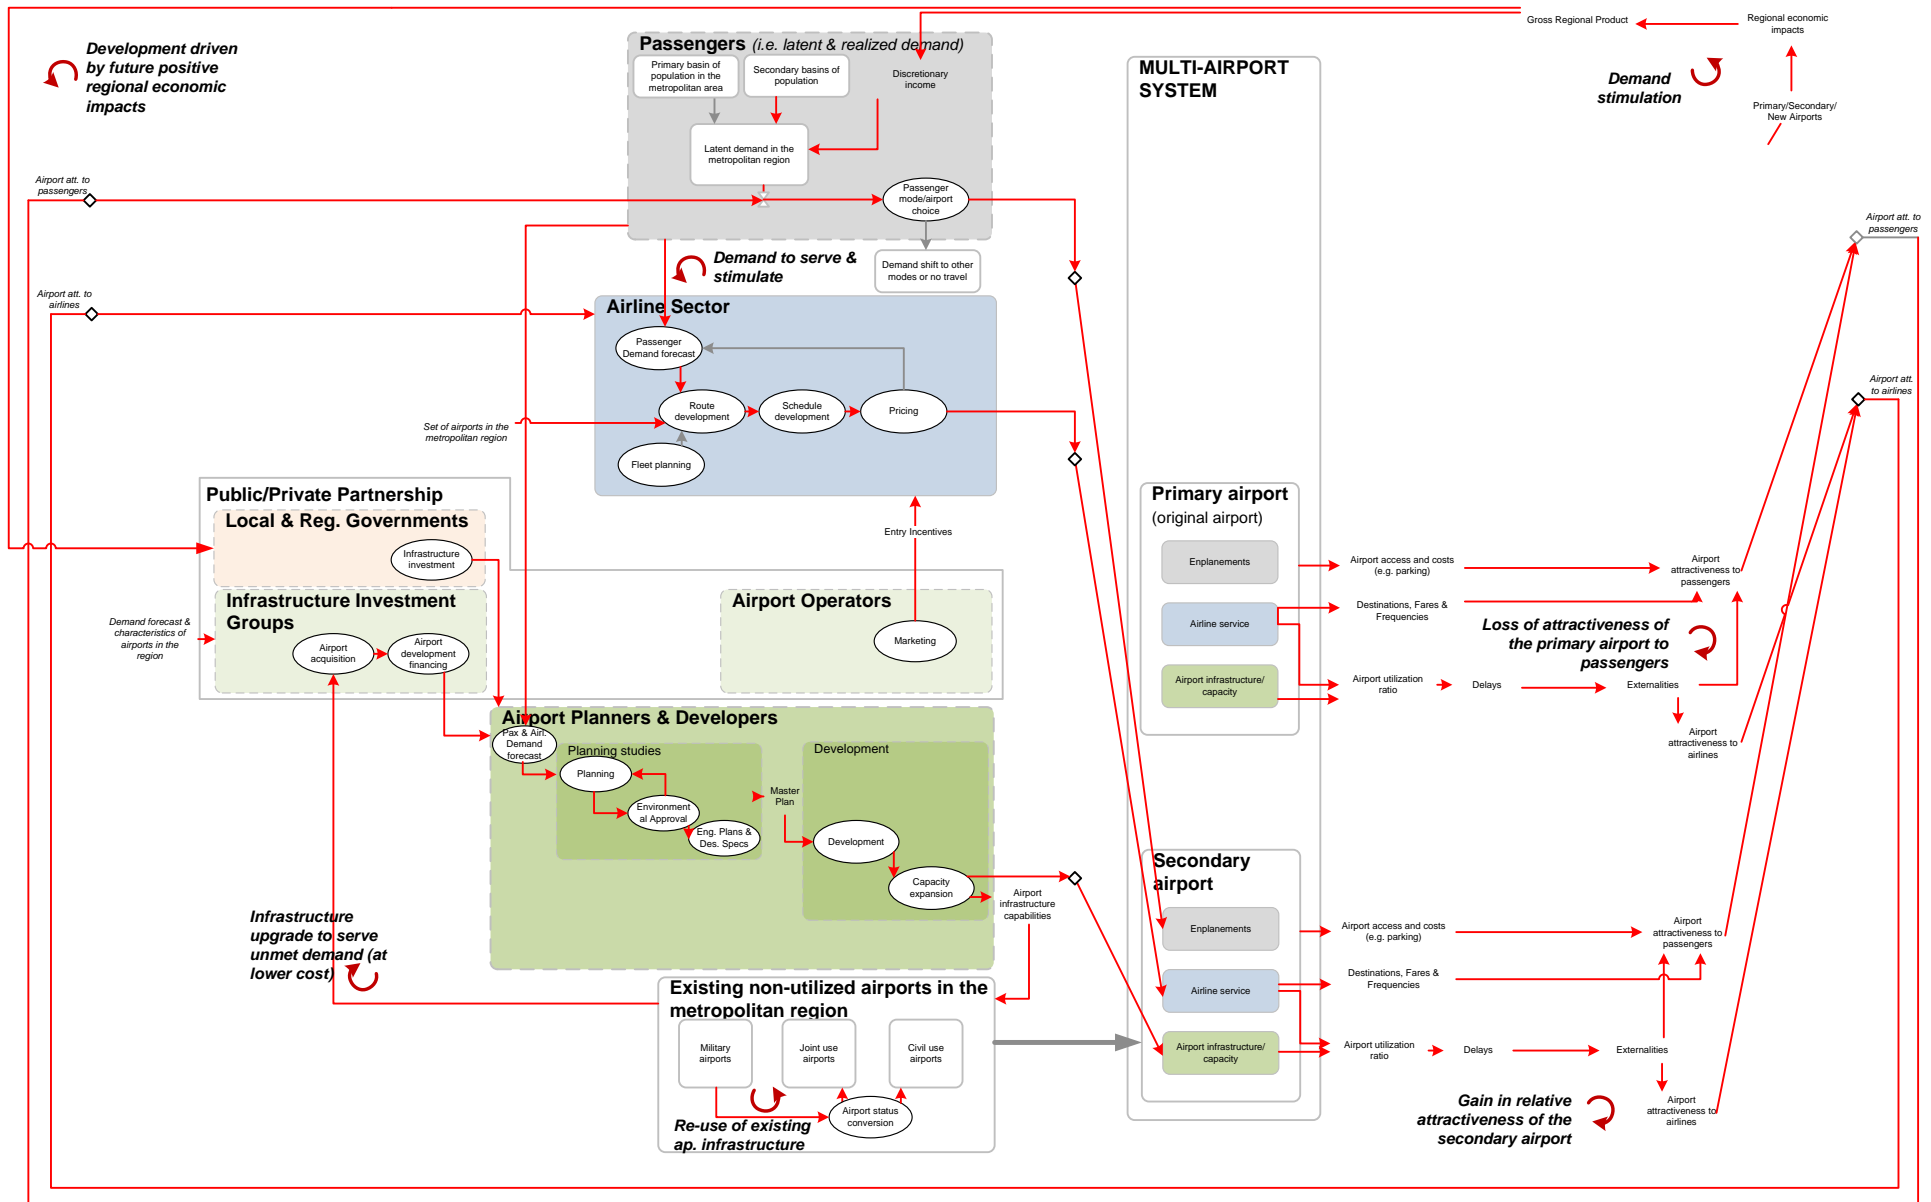 Development driven
by future positive
regional economic
impacts
Passengers (i.e. latent & realized demand)
Primary basin of
population in the
metropolitan area
Secondary basins of
population
Discretionary
income
Latent demand in the
metropolitan region
Passenger
mode/airport
choice
Demand shift to other
modes or no travel
Demand to serve &
stimulate
MULTI-AIRPORT
SYSTEM
Gross Regional Product
Regional economic
impacts
Demand
stimulation
Primary/Secondary/
New Airports
Airport att. to
passengers
Airport att. to
airlines
Airport att. to
passengers
Airport att.
to airlines
Airline Sector
Passenger
Demand forecast
Route
development
Schedule
development
Pricing
Fleet planning
Set of airports in the
metropolitan region
Entry Incentives
Public/Private Partnership
Local & Reg. Governments
Infrastructure
investment
Infrastructure Investment
Groups
Airport
acquisition
Airport
development
financing
Demand forecast &
characteristics of
airports in the
region
Airport Operators
Marketing
Airport Planners & Developers
Pax & Airl.
Demand
forecast
Planning studies
Planning
Environment
al Approval
Eng. Plans &
Des. Specs
Master
Plan
Development
Development
Capacity
expansion
Airport
infrastructure
capabilities
Infrastructure
upgrade to serve
unmet demand (at
lower cost)
Existing non-utilized airports in the
metropolitan region
Military
airports
Joint use
airports
Civil use
airports
Airport status
conversion
Re-use of existing
ap. infrastructure
Primary airport
(original airport)
Enplanements
Airline service
Airport infrastructure/
capacity
Airport access and costs
(e.g. parking)
Destinations, Fares &
Frequencies
Airport utilization
ratio
Delays
Externalities
Airport
attractiveness to
passengers
Loss of attractiveness of
the primary airport to
passengers
Airport
attractiveness to
airlines
Secondary
airport
Enplanements
Airline service
Airport infrastructure/
capacity
Airport access and costs
(e.g. parking)
Destinations, Fares &
Frequencies
Airport utilization
ratio
Delays
Externalities
Airport
attractiveness to
passengers
Airport
attractiveness to
airlines
Gain in relative
attractiveness of the
secondary airport